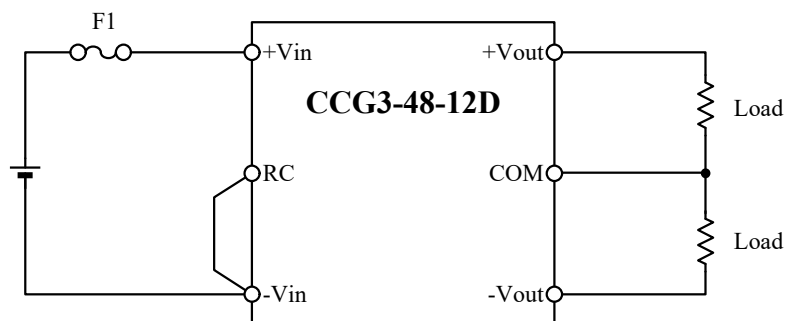 F1
+Vin
+Vout
CCG3-48-12D
Load
RC
COM
Load
-Vin
-Vout